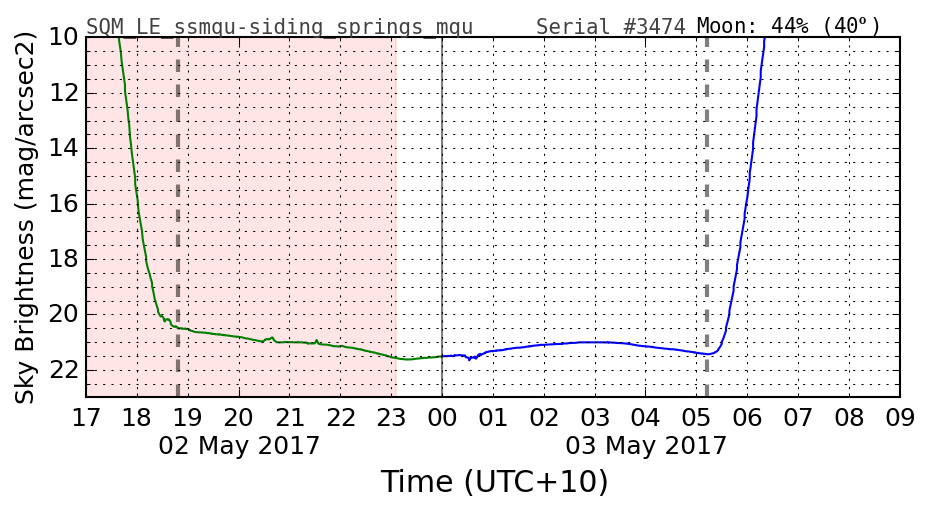 SQM_LE_ssmqu-siding_springs_mqu Serial #3474 Moon: 44% (40°)
Sky Brightness (mag/arcsec2)
10
12
14
16
18
20
22
17 18 19 20 21 22 23 00 01 02 03 04 05 06 07 08 09
02 May 2017 03 May 2017
Time (UTC+10)